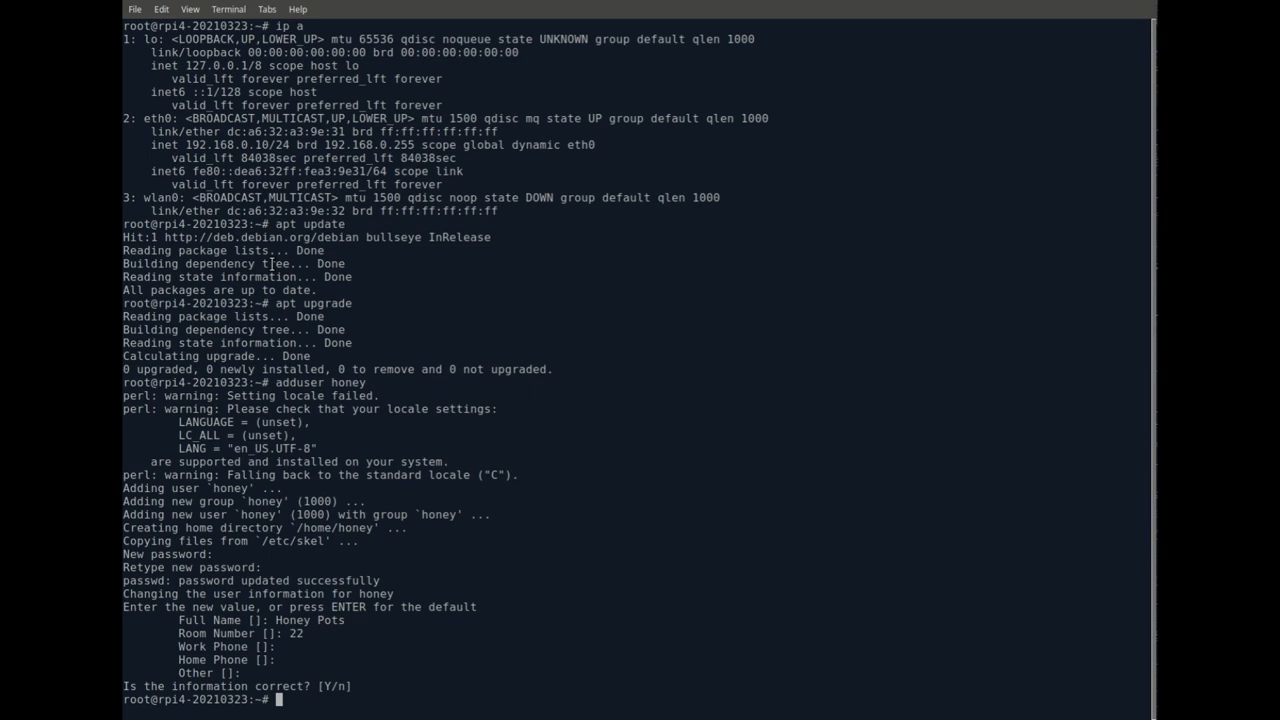 File Edit View Terminal Tabs Help
root@rpi4-20210323:~# ip a
1: lo: <LOOPBACK,UP,LOWER_UP> mtu 65536 qdisc noqueue state UNKNOWN group default qlen 1000
    link/loopback 00:00:00:00:00:00 brd 00:00:00:00:00:00
    inet 127.0.0.1/8 scope host lo
       valid_lft forever preferred_lft forever
    inet6 ::1/128 scope host
       valid_lft forever preferred_lft forever
2: eth0: <BROADCAST,MULTICAST,UP,LOWER_UP> mtu 1500 qdisc mq state UP group default qlen 1000
    link/ether dc:a6:32:a3:9e:31 brd ff:ff:ff:ff:ff:ff
    inet 192.168.0.10/24 brd 192.168.0.255 scope global dynamic eth0
       valid_lft 84038sec preferred_lft 84038sec
    inet6 fe80::dea6:32ff:fea3:9e31/64 scope link
       valid_lft forever preferred_lft forever
3: wlan0: <BROADCAST,MULTICAST> mtu 1500 qdisc noop state DOWN group default qlen 1000
    link/ether dc:a6:32:a3:9e:32 brd ff:ff:ff:ff:ff:ff
root@rpi4-20210323:~# apt update
Hit:1 http://deb.debian.org/debian bullseye InRelease
Reading package lists... Done
Building dependency tree... Done
Reading state information... Done
All packages are up to date.
root@rpi4-20210323:~# apt upgrade
Reading package lists... Done
Building dependency tree... Done
Reading state information... Done
Calculating upgrade... Done
0 upgraded, 0 newly installed, 0 to remove and 0 not upgraded.
root@rpi4-20210323:~# adduser honey
perl: warning: Setting locale failed.
perl: warning: Please check that your locale settings:
        LANGUAGE = (unset),
        LC_ALL = (unset),
        LANG = "en_US.UTF-8"
    are supported and installed on your system.
perl: warning: Falling back to the standard locale ("C").
Adding user `honey' ...
Adding new group `honey' (1000) ...
Adding new user `honey' (1000) with group `honey' ...
Creating home directory `/home/honey' ...
Copying files from `/etc/skel' ...
New password:
Retype new password:
passwd: password updated successfully
Changing the user information for honey
Enter the new value, or press ENTER for the default
        Full Name []: Honey Pots
        Room Number []: 22
        Work Phone []:
        Home Phone []:
        Other []:
Is the information correct? [Y/n]
root@rpi4-20210323:~#